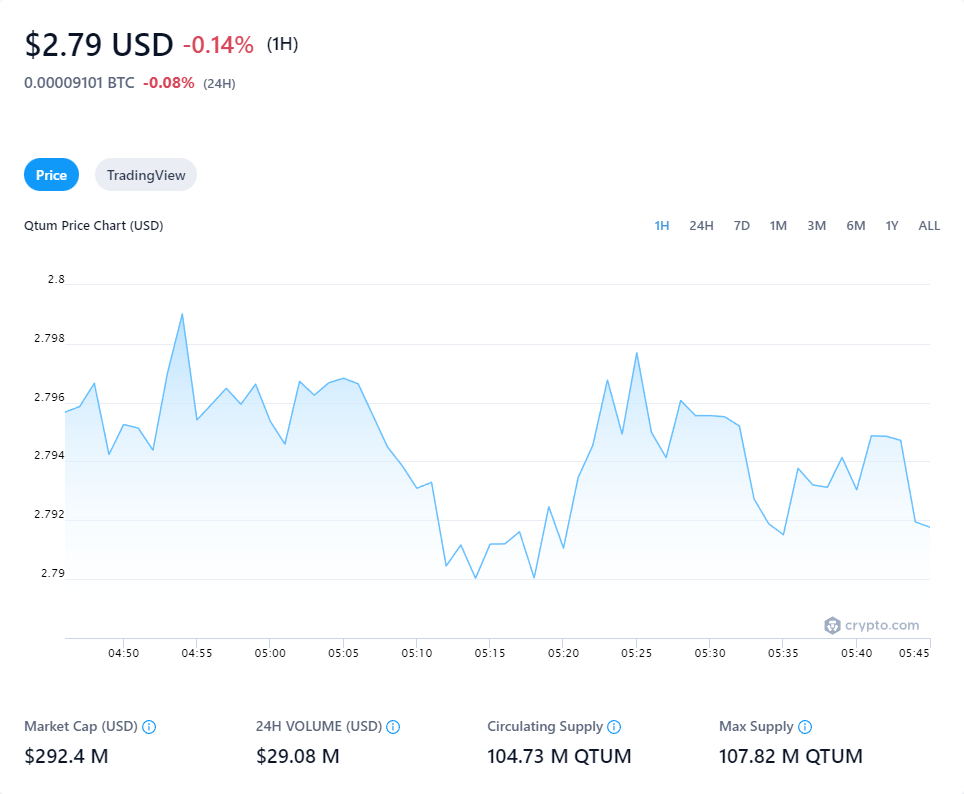 $2.79 USD -0.14% (1H)
0.00009101 BTC -0.08% (24H)
Price TradingView
Qtum Price Chart (USD) 1H 24H 7D 1M 3M 6M 1Y ALL
2.8
2.798
2.796
2.794
2.792
2.79
crypto.com
04:50 04:55 05:00 05:05 05:10 05:15 05:20 05:25 05:30 05:35 05:40 05:45
Market Cap (USD) 24H VOLUME (USD) Circulating Supply Max Supply
$292.4 M $29.08 M 104.73 M QTUM 107.82 M QTUM